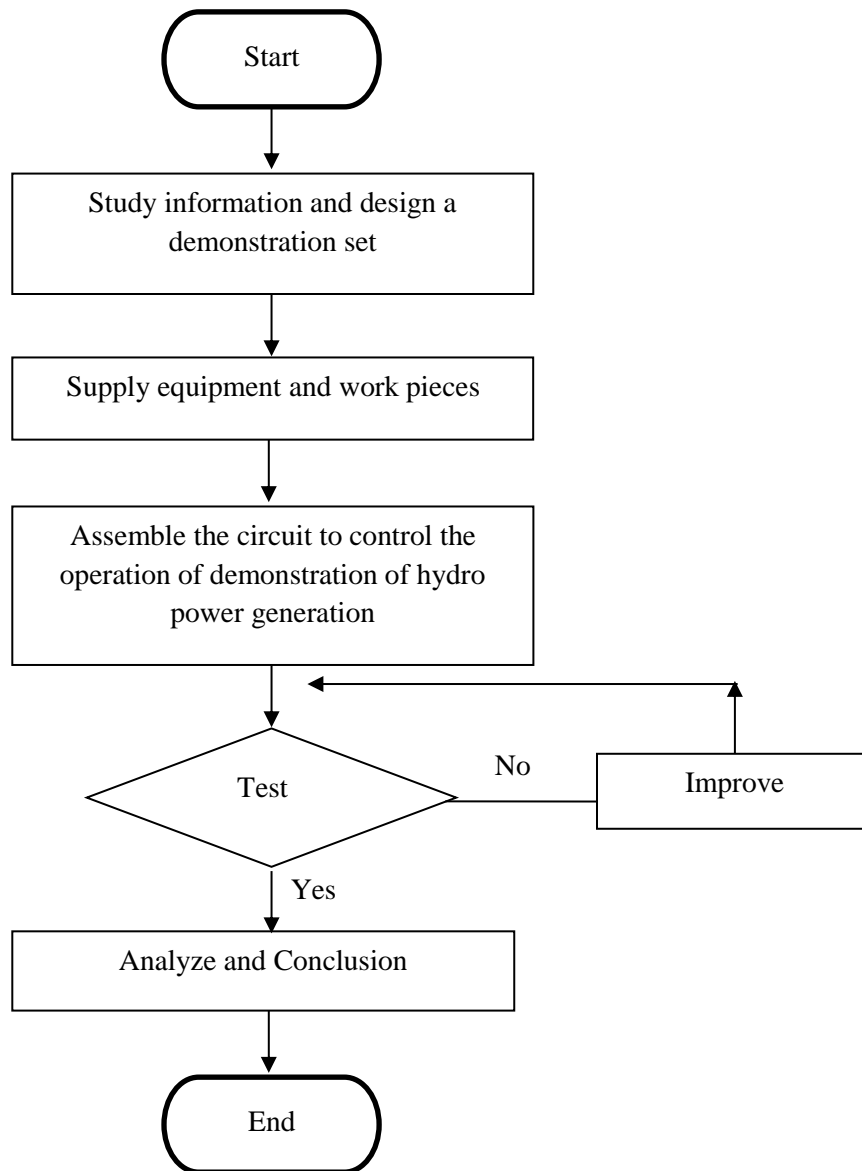 Start
Study information and design a
demonstration set
Supply equipment and work pieces
Assemble the circuit to control the
operation of demonstration of hydro
power generation
Test
No
Improve
Yes
Analyze and Conclusion
End